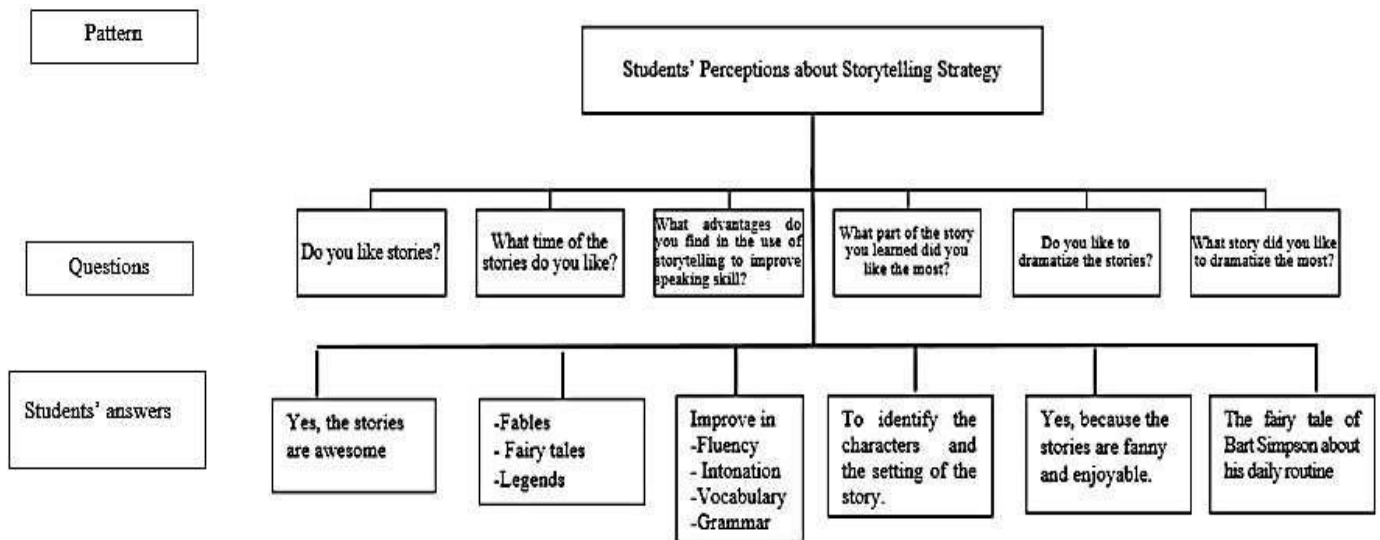 Pattern
Students’ Perceptions about Storytelling Strategy
Questions
Do you like stories?
What time of the
stories do you like?
What advantages do
you find in the use of
storytelling to improve
speaking skill?
What part of the story
you learned did you
like the most?
Do you like to
dramatize the stories?
What story did you like
to dramatize the most?
Students’ answers
Yes, the stories
are awesome
-Fables
- Fairy tales
-Legends
Improve in
-Fluency
- Intonation
-Vocabulary
-Grammar
To identify the
characters and
the setting of the
story.
Yes, because the
stories are fanny
and enjoyable.
The fairy tale of
Bart Simpson about
his daily routine